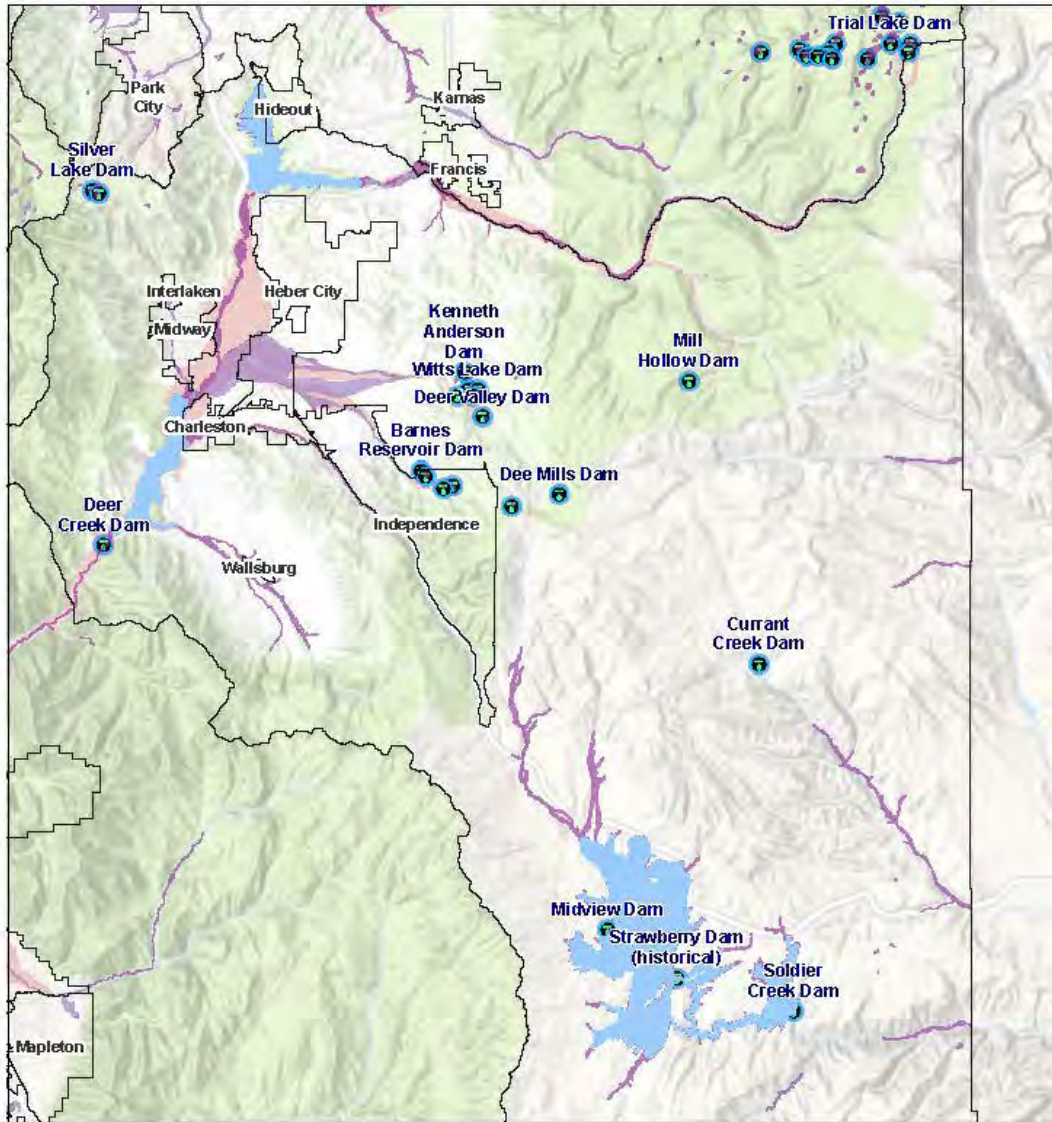 Trial Lake Dam
Park
City
Hideout
Kamas
Silver
Lake Dam
Francis
Interlaken
Heber City
Midway
Kenneth
Anderson
Dam
Witts Lake Dam
Deer Valley Dam
Mill
Hollow Dam
Charleston
Barnes
Reservoir Dam
Dee Mills Dam
Deer
Creek Dam
Independence
Wallsburg
Currant
Creek Dam
Midview Dam
Strawberry Dam
(historical)
Soldier
Creek Dam
Mapleton